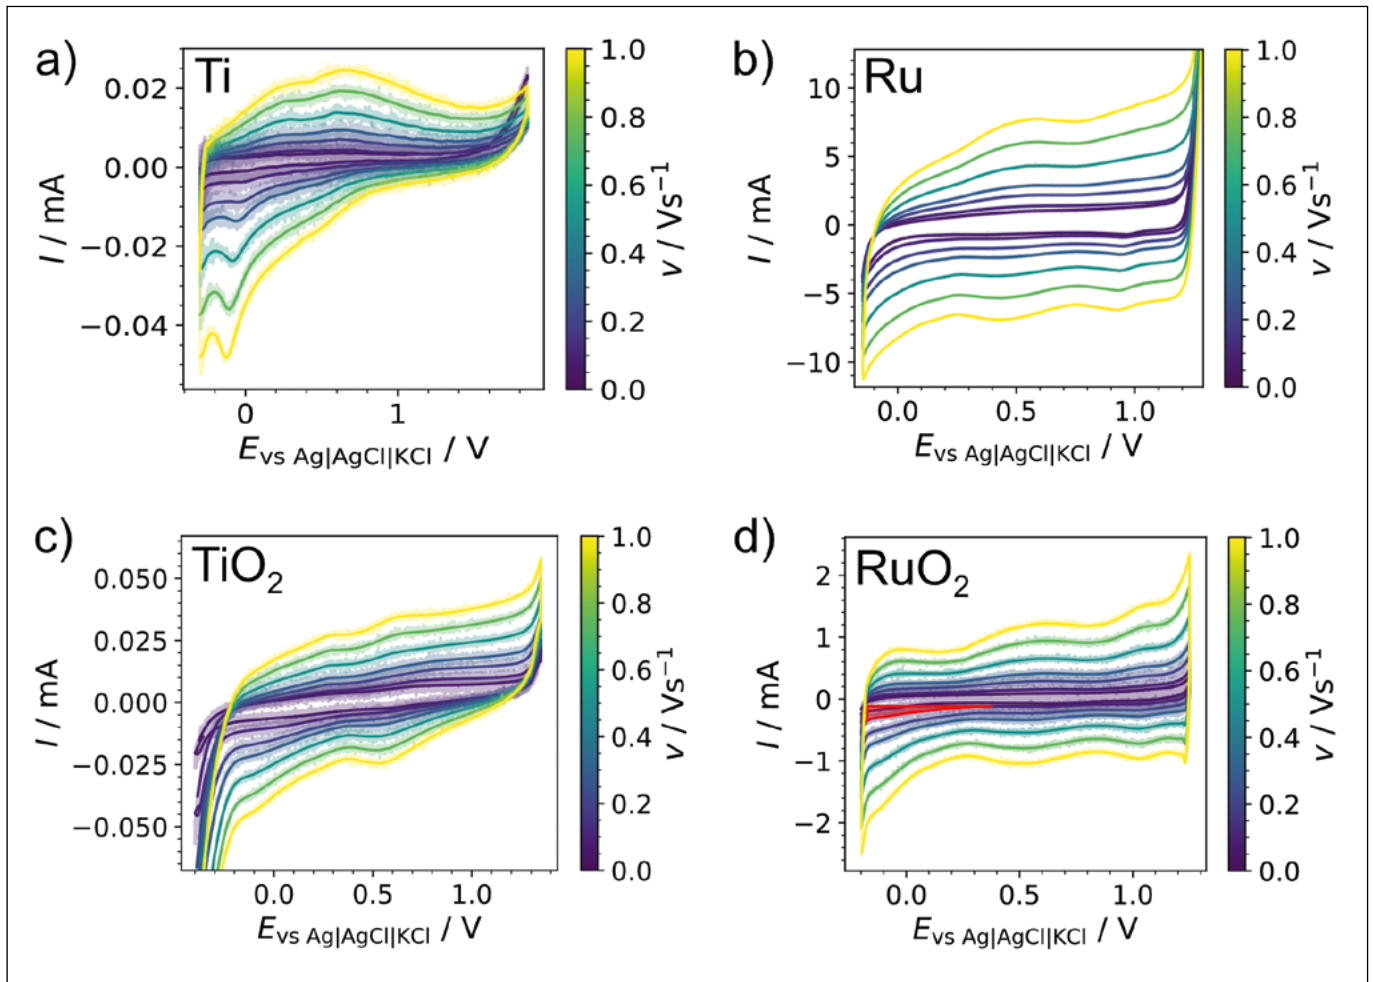 a) Ti
0.02
0.00
−0.02
−0.04
I / mA
0 1
E vs Ag|AgCl|KCl / V
1.0
0.8
0.6
0.4
0.2
0.0
v / Vs−1
b) Ru
10
5
0
−5
−10
I / mA
0.0 0.5 1.0
E vs Ag|AgCl|KCl / V
1.0
0.8
0.6
0.4
0.2
0.0
v / Vs−1
c) TiO2
0.050
0.025
0.000
−0.025
−0.050
I / mA
0.0 0.5 1.0
E vs Ag|AgCl|KCl / V
1.0
0.8
0.6
0.4
0.2
0.0
v / Vs−1
d) RuO2
2
1
0
−1
−2
I / mA
0.0 0.5 1.0
E vs Ag|AgCl|KCl / V
1.0
0.8
0.6
0.4
0.2
0.0
v / Vs−1